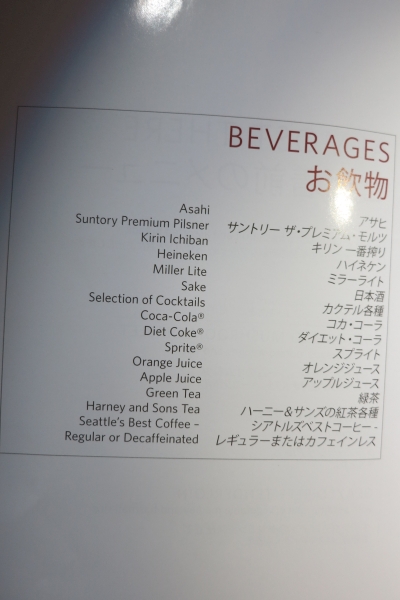 BEVERAGES
お飲物
Asahi
Suntory Premium Pilsner
Kirin Ichiban
Heineken
Miller Lite
Sake
Selection of Cocktails
Coca-Cola®
Diet Coke®
Sprite®
Orange Juice
Apple Juice
Green Tea
Harney and Sons Tea
Seattle's Best Coffee –
Regular or Decaffeinated
アサヒ
サントリー ザ・プレミアム・モルツ
キリン 一番搾り
ハイネケン
ミラーライト
日本酒
カクテル各種
コカ・コーラ
ダイエット・コーラ
スプライト
オレンジジュース
アップルジュース
緑茶
ハーニー&サンズの紅茶各種
シアトルズベストコーヒー -
レギュラーまたはカフェインレス